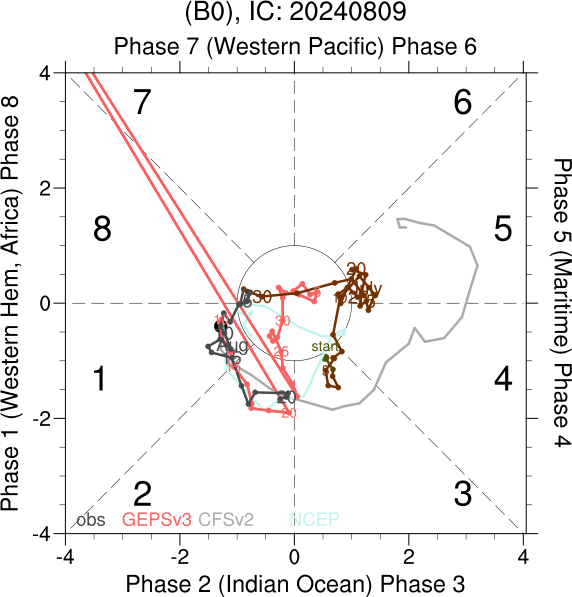 (B0), IC: 20240809
Phase 7 (Western Pacific) Phase 6
Phase 1 (Western Hem, Africa) Phase 8
Phase 5 (Maritime) Phase 4
4
7
6
2
8
5
30
30
0
start
25
Aug
1
4
20
20
-2
2
3
obs GEPSv3 CFSv2 NCEP
-4
-4 -2 0 2 4
Phase 2 (Indian Ocean) Phase 3